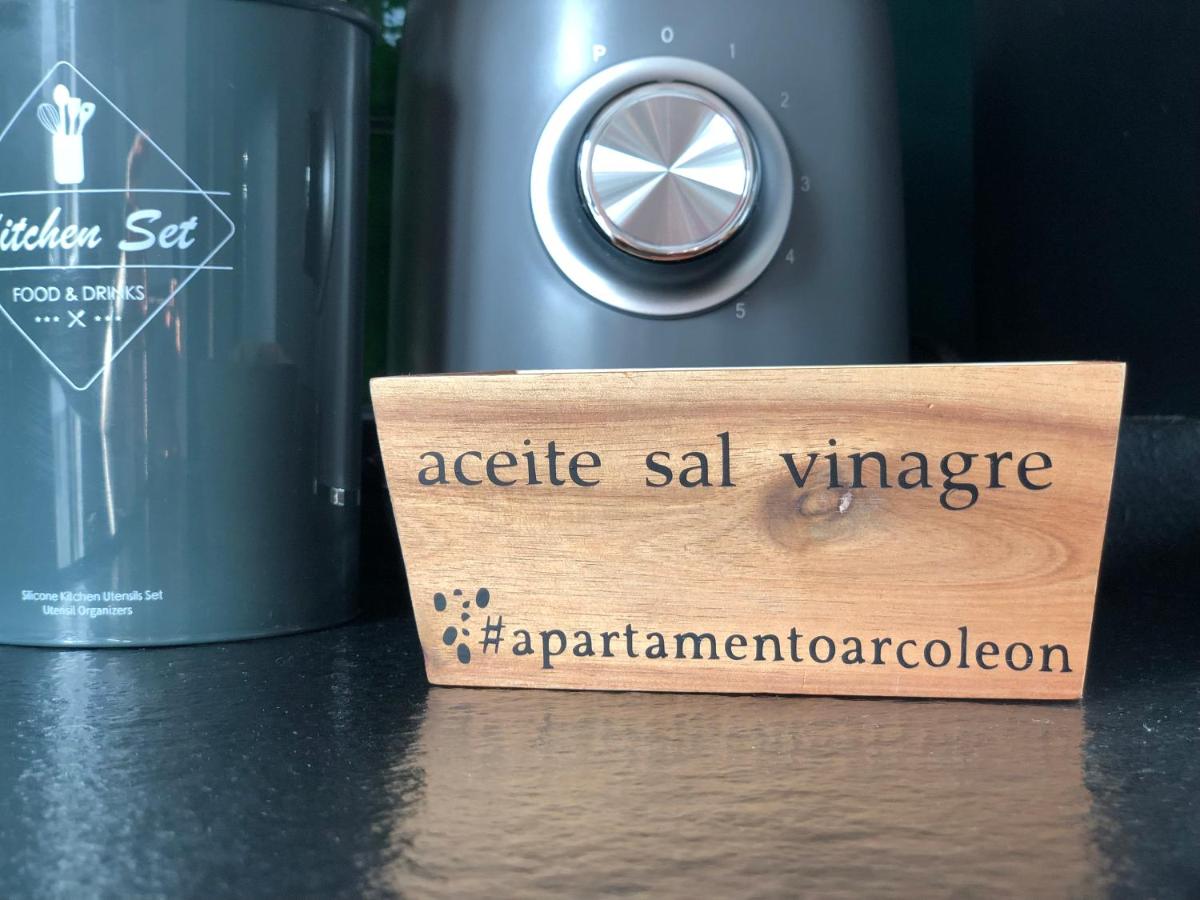 P 0 1 2 3 4 5
Kitchen Set
FOOD & DRINKS
Silicone Kitchen Utensils Set
Utensil Organizers
aceite sal vinagre
#apartamentoarcoleon